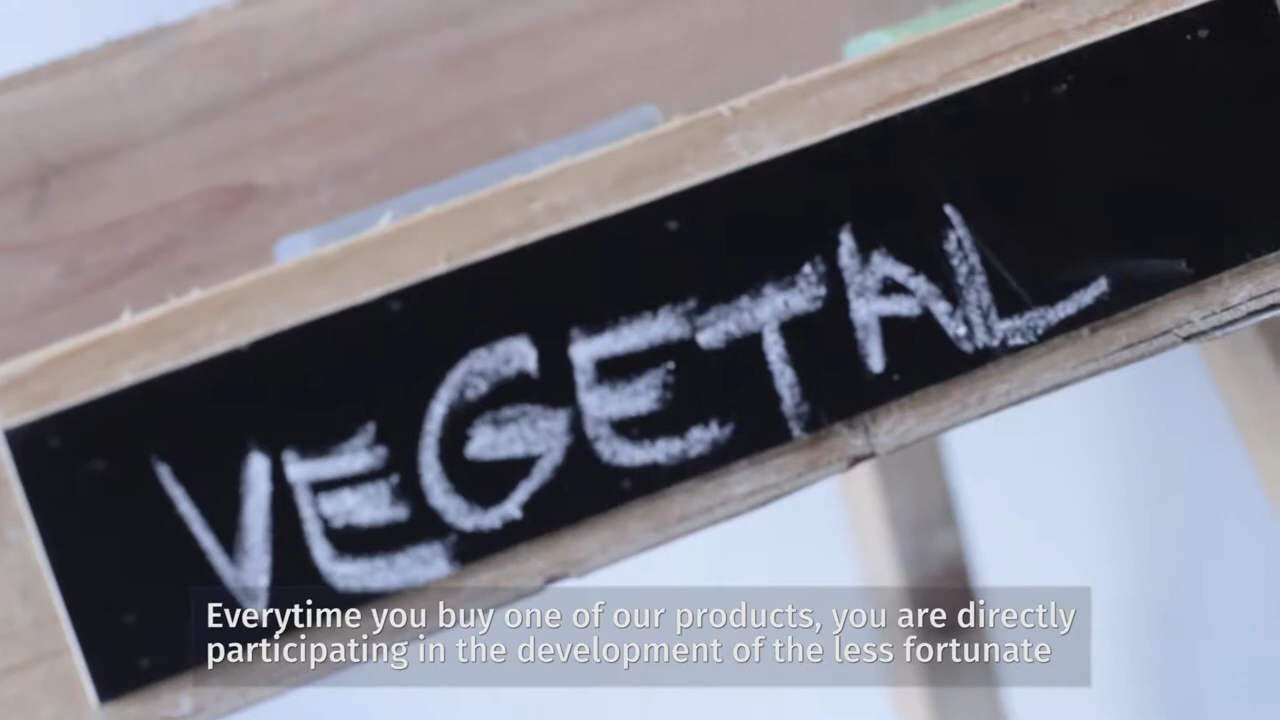 VEGETAL
Everytime you buy one of our products, you are directly
participating in the development of the less fortunate